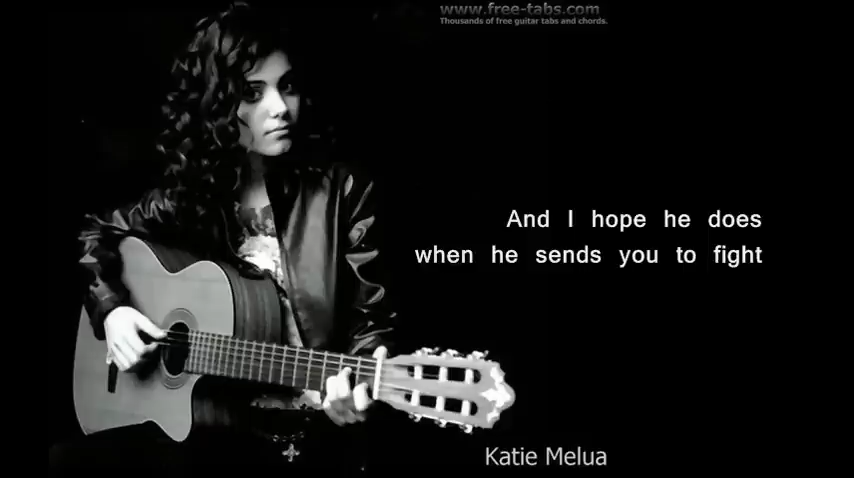 www.free-tabs.com
Thousands of free guitar tabs and chords.
And I hope he does
when he sends you to fight
Katie Melua